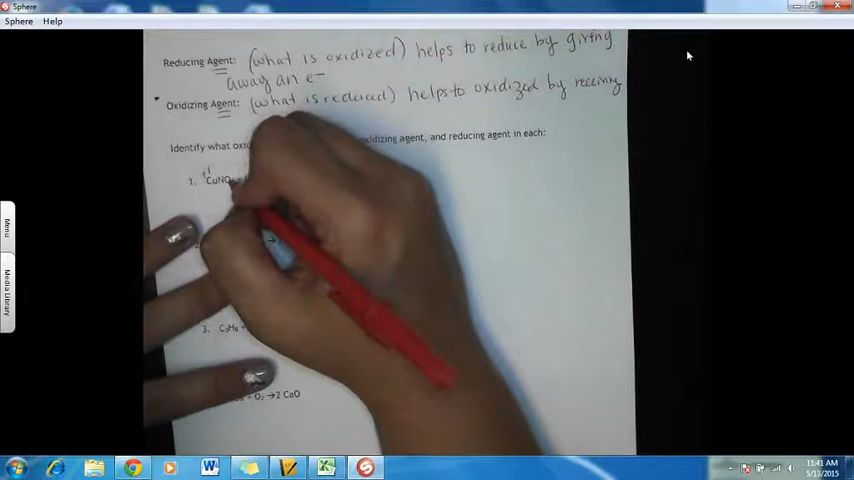 Sphere
Sphere Help
Reducing Agent: (what is oxidized) helps to reduce by giving
away an e-
Oxidizing Agent: (what is reduced) helps to oxidized by receiving
Identify what oxidizing agent, and reducing agent in each:
1. +1 CuNO
3. C₃H₆ +
+ O₂ → 2 CaO
Menu
Media Library
11:41 AM
5/13/2015